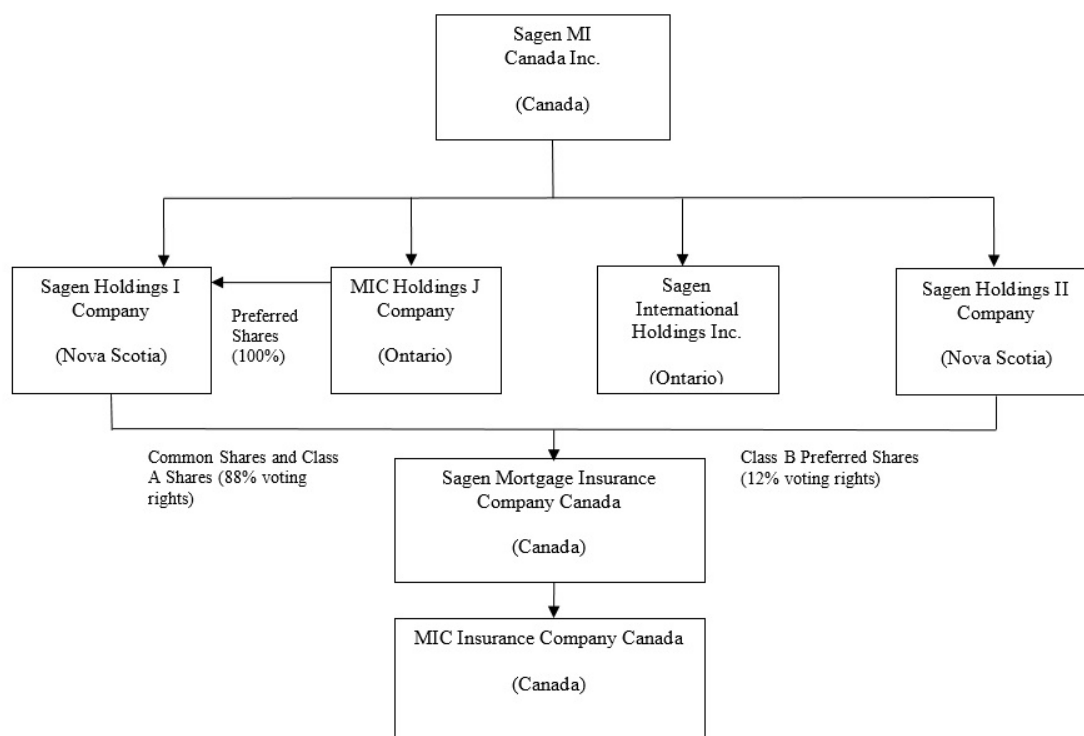 Sagen MI
Canada Inc.
(Canada)
Sagen Holdings I
Company
(Nova Scotia)
Preferred
Shares
(100%)
MIC Holdings J
Company
(Ontario)
Sagen
International
Holdings Inc.
(Ontario)
Sagen Holdings II
Company
(Nova Scotia)
Common Shares and Class
A Shares (88% voting
rights)
Sagen Mortgage Insurance
Company Canada
(Canada)
Class B Preferred Shares
(12% voting rights)
MIC Insurance Company Canada
(Canada)